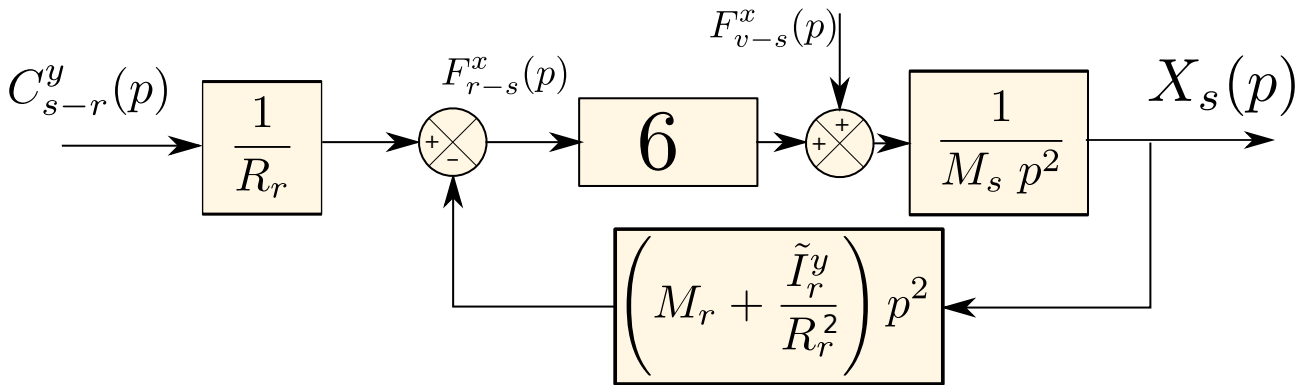 C^y_{s-r}(p)
1/R_r
+ -
F^x_{r-s}(p)
6
F^x_{v-s}(p)
+ +
1/(M_s p^2)
X_s(p)
(M_r + Ĩ^y_r/R_r^2) p^2